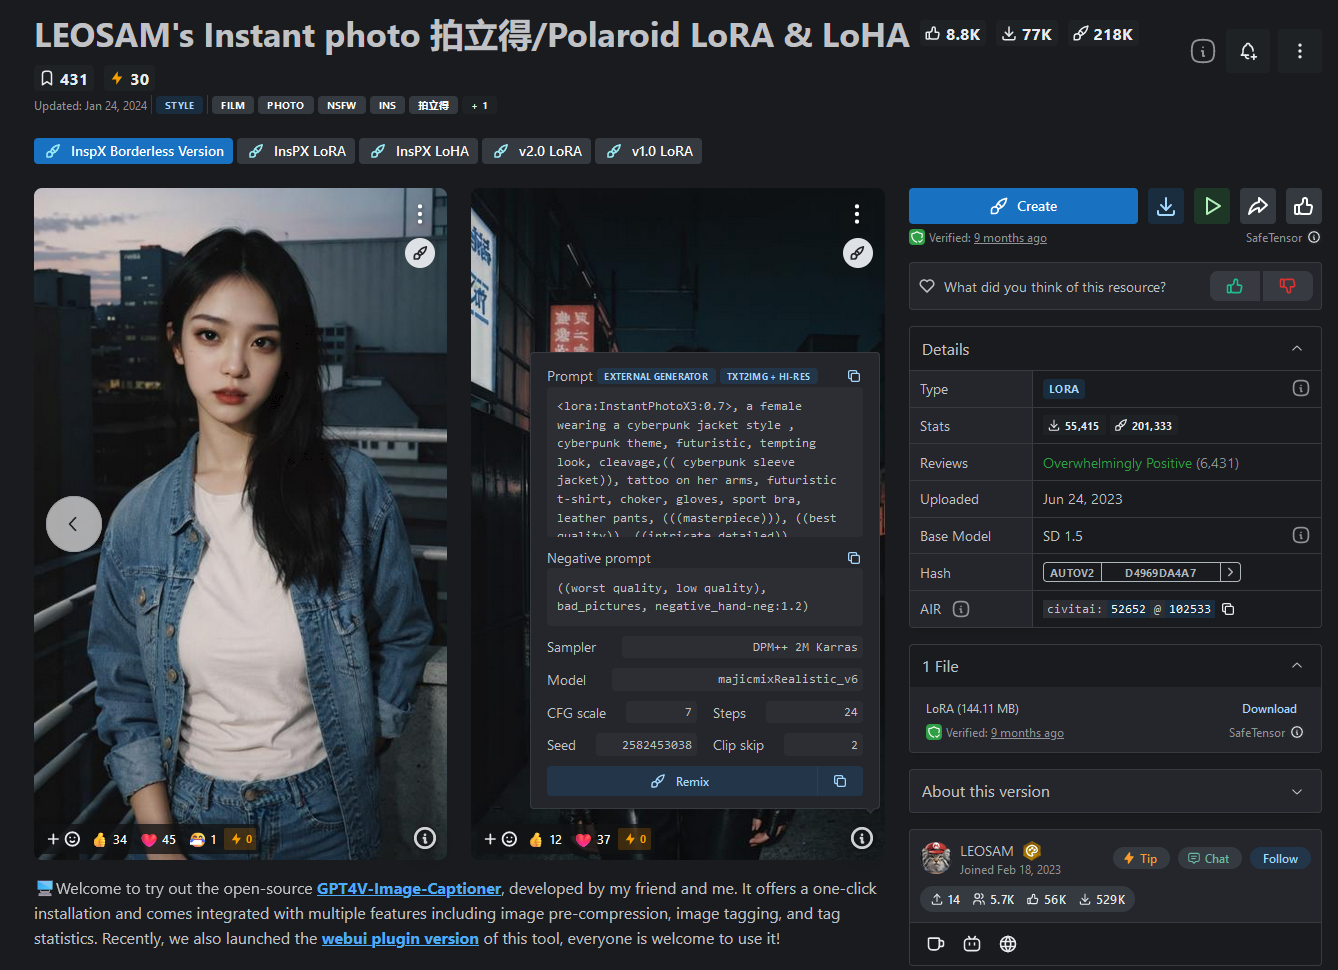 LEOSAM's Instant photo 拍立得/Polaroid LoRA & LoHA 8.8K 77K 218K
431 30
Updated: Jan 24, 2024 STYLE FILM PHOTO NSFW INS 拍立得 + 1
InspX Borderless Version InsPX LoRA InsPX LoHA v2.0 LoRA v1.0 LoRA
Prompt EXTERNAL GENERATOR TXT2IMG + HI-RES
<lora:InstantPhotoX3:0.7>, a female
wearing a cyberpunk jacket style ,
cyberpunk theme, futuristic, tempting
look, cleavage,(( cyberpunk sleeve
jacket)), tattoo on her arms, futuristic
t-shirt, choker, gloves, sport bra,
leather pants, (((masterpiece))), ((best
quality)), ((intricate detailed))
Negative prompt
((worst quality, low quality),
bad_pictures, negative_hand-neg:1.2)
Sampler DPM++ 2M Karras
Model majicmixRealistic_v6
CFG scale 7 Steps 24
Seed 2582453038 Clip skip 2
Remix
34 45 1 0
12 37 0
Welcome to try out the open-source GPT4V-Image-Captioner, developed by my friend and me. It offers a one-click
installation and comes integrated with multiple features including image pre-compression, image tagging, and tag
statistics. Recently, we also launched the webui plugin version of this tool, everyone is welcome to use it!
Create
Verified: 9 months ago SafeTensor
What did you think of this resource?
Details
Type LORA
Stats 55,415 201,333
Reviews Overwhelmingly Positive (6,431)
Uploaded Jun 24, 2023
Base Model SD 1.5
Hash AUTOV2 D4969DA4A7
AIR civitai: 52652 @ 102533
1 File
LoRA (144.11 MB) Download
Verified: 9 months ago SafeTensor
About this version
LEOSAM Tip Chat Follow
Joined Feb 18, 2023
14 5.7K 56K 529K